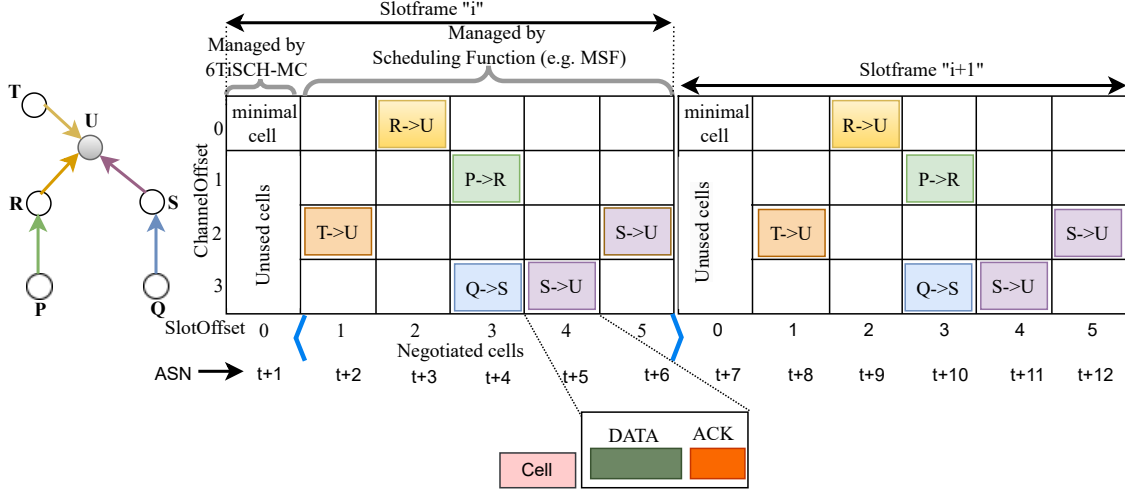 Slotframe "i"
Managed by
6TiSCH-MC
Managed by
Scheduling Function (e.g. MSF)
Slotframe "i+1"
T
U
R
S
P
Q
ChannelOffset
0
1
2
3
minimal
cell
Unused cells
R->U
P->R
T->U
S->U
Q->S
S->U
minimal
cell
Unused cells
R->U
P->R
T->U
S->U
Q->S
S->U
SlotOffset
0 1 2 3 4 5 0 1 2 3 4 5
Negotiated cells
ASN
t+1 t+2 t+3 t+4 t+5 t+6 t+7 t+8 t+9 t+10 t+11 t+12
DATA ACK
Cell